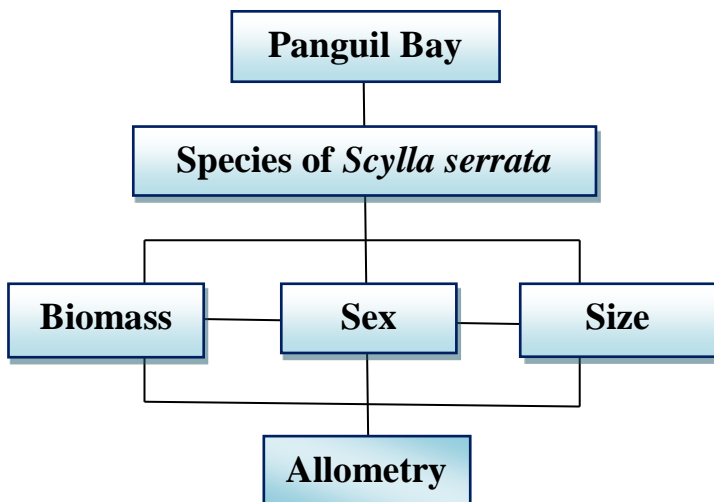 Panguil Bay
Species of Scylla serrata
Biomass
Sex
Size
Allometry